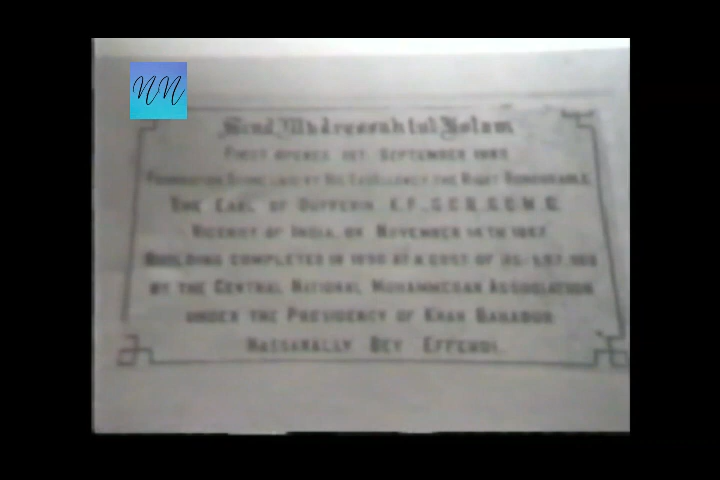 NN
Sind Madressahtul Islam
First opened 1st September 1885
Foundation Stone laid by His Excellency the Right Honourable
The Earl of Dufferin K.P., G.C.B., G.C.M.G.
Viceroy of India, on November 14th 1887
Building completed in 1890 at a cost of
by the Central National Muhammedan Association
under the Presidency of Khan Bahadur
Hassanally Bey Effendi.